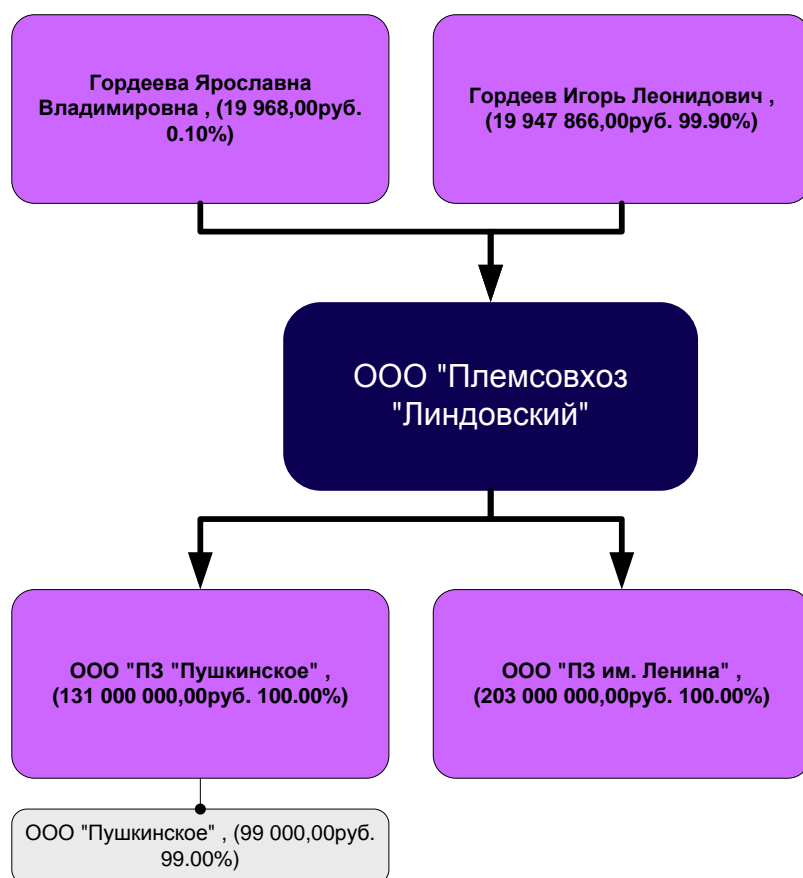 Гордеева Ярославна
Владимировна , (19 968,00руб.
0.10%)
Гордеев Игорь Леонидович ,
(19 947 866,00руб. 99.90%)
ООО "Племсовхоз
"Линдовский"
ООО "ПЗ "Пушкинское" ,
(131 000 000,00руб. 100.00%)
ООО "ПЗ им. Ленина" ,
(203 000 000,00руб. 100.00%)
ООО "Пушкинское" , (99 000,00руб.
99.00%)